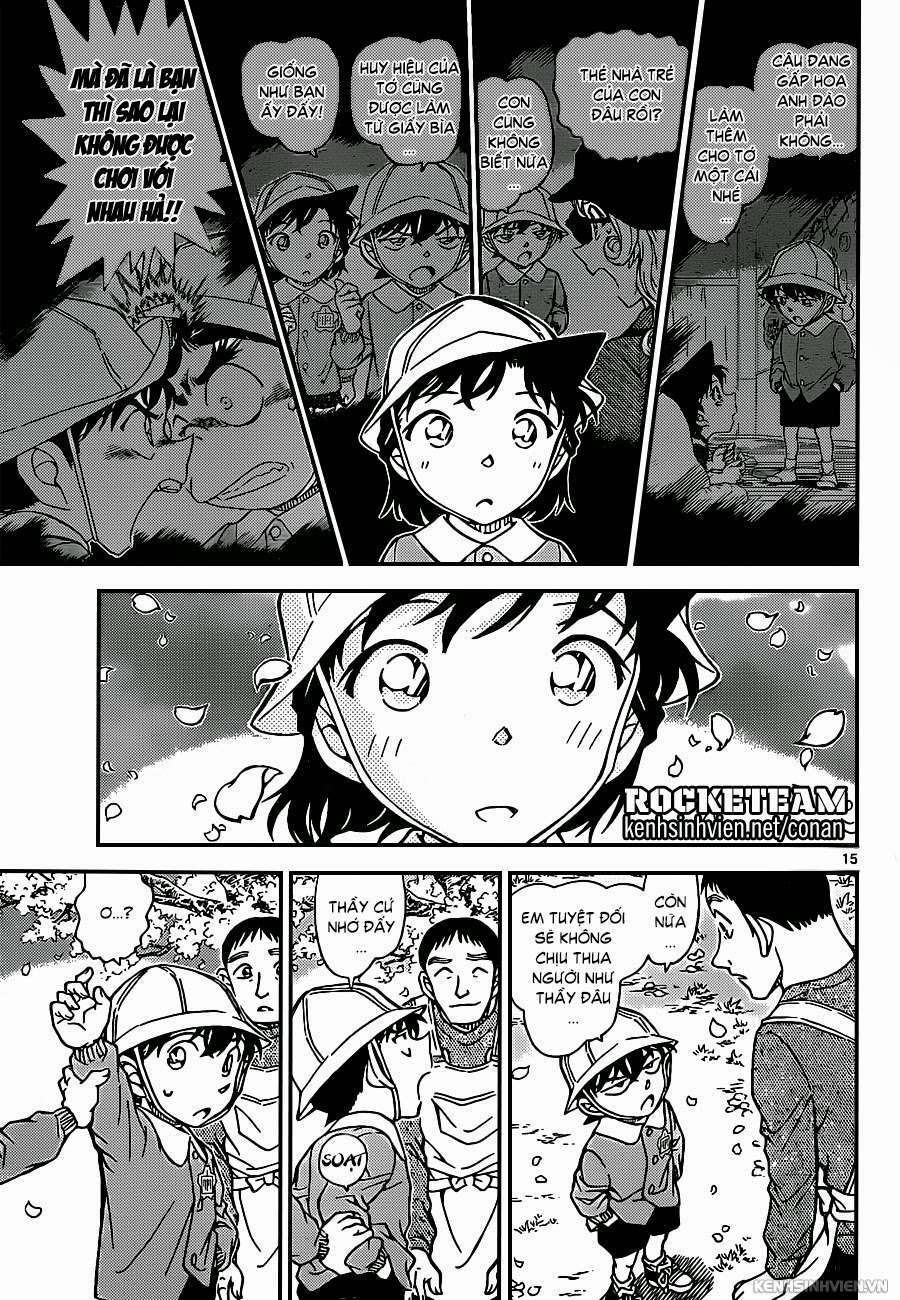 CẬU ĐANG
GẤP HOA
ANH ĐÀO
PHẢI
KHÔNG...
LÀM
THÊM
CHO TỚ
MỘT CÁI
NHÉ
...
THẾ NHÀ TRẺ
CỦA CON
ĐÂU RỒI?
CON
CŨNG
KHÔNG
BIẾT NỮA
...
HUY HIỆU CỦA
TỚ CŨNG
ĐƯỢC LÀM
TỪ GIẤY BÌA
...
GIỐNG
NHƯ BẠN
ẤY ĐẤY!
MÀ ĐÃ LÀ BẠN
THÌ SAO LẠI
KHÔNG ĐƯỢC
CHƠI VỚI
NHAU HẢ!!
ROCKETEAM
kenhsinhvien.net/conan
15
CÒN
NỮA
...
EM TUYỆT ĐỐI
SẼ KHÔNG
CHỊU THUA
NGƯỜI NHƯ
THẦY ĐÂU
...
THẦY CỨ
NHỚ ĐẤY
...
SOẠT
Ơ...?
KENHSINHVIEN.VN